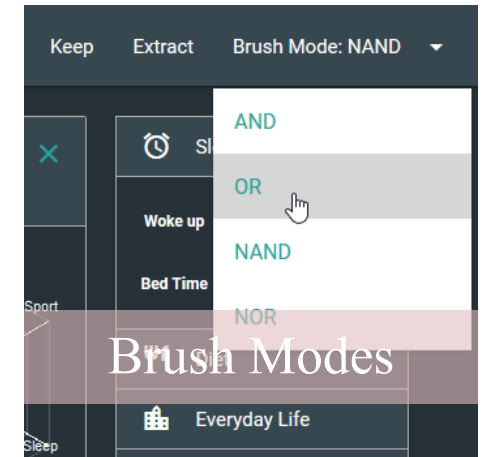 Keep Extract Brush Mode: NAND
AND
Sl
OR
Woke up
NAND
Bed Time
Sport
NOR
Brush Modes
Diet
Everyday Life
Sleep